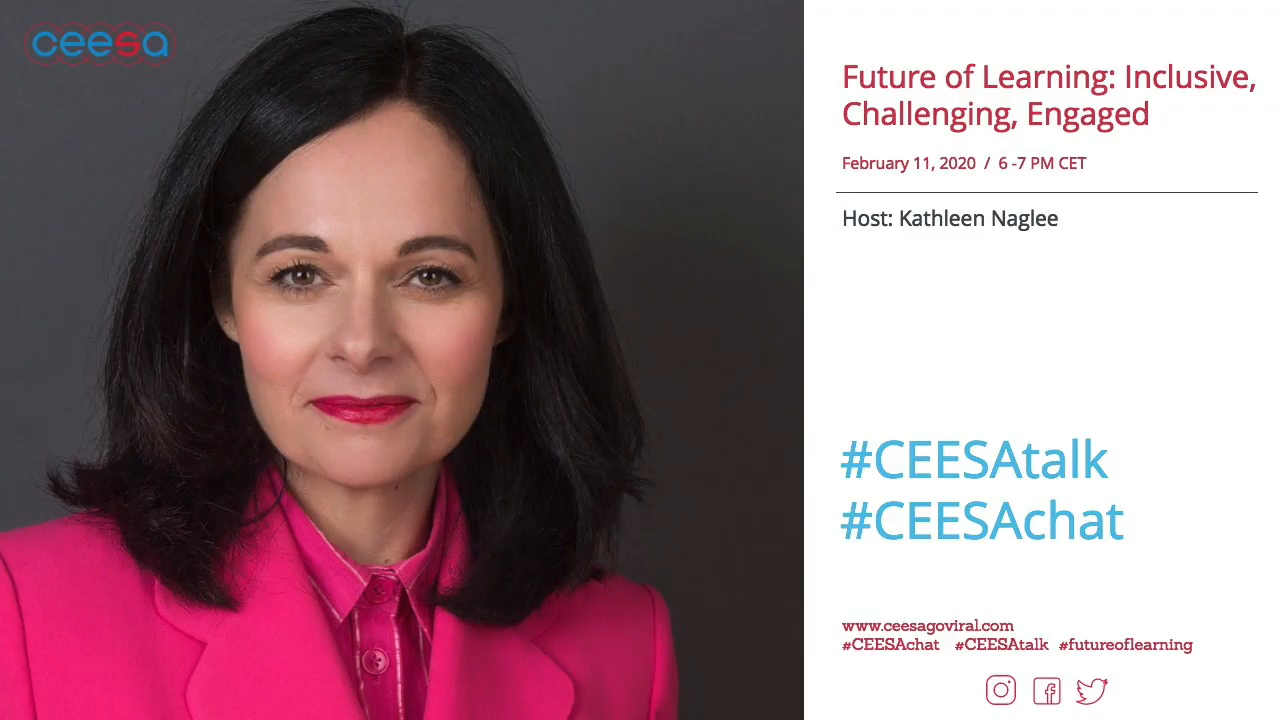 ceesa
Future of Learning: Inclusive,
Challenging, Engaged
February 11, 2020 / 6 -7 PM CET
Host: Kathleen Naglee
#CEESAtalk
#CEESAchat
www.ceesagoviral.com
#CEESAchat #CEESAtalk #futureoflearning